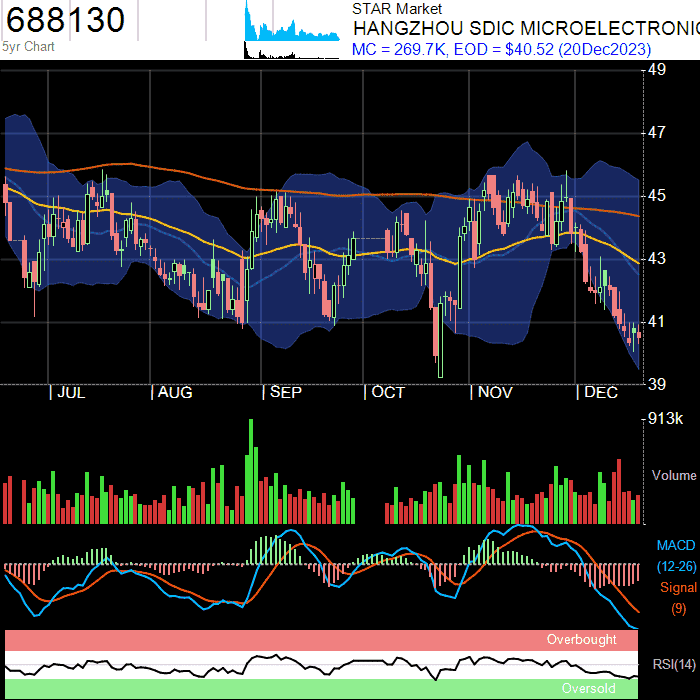 688130
5yr Chart
STAR Market
HANGZHOU SDIC MICROELECTRONIC
MC = 269.7K, EOD = $40.52 (20Dec2023)
49
47
45
43
41
39
| JUL | AUG | SEP | OCT | NOV | DEC
913k
Volume
MACD
(12-26)
Signal
(9)
Overbought
RSI(14)
Oversold